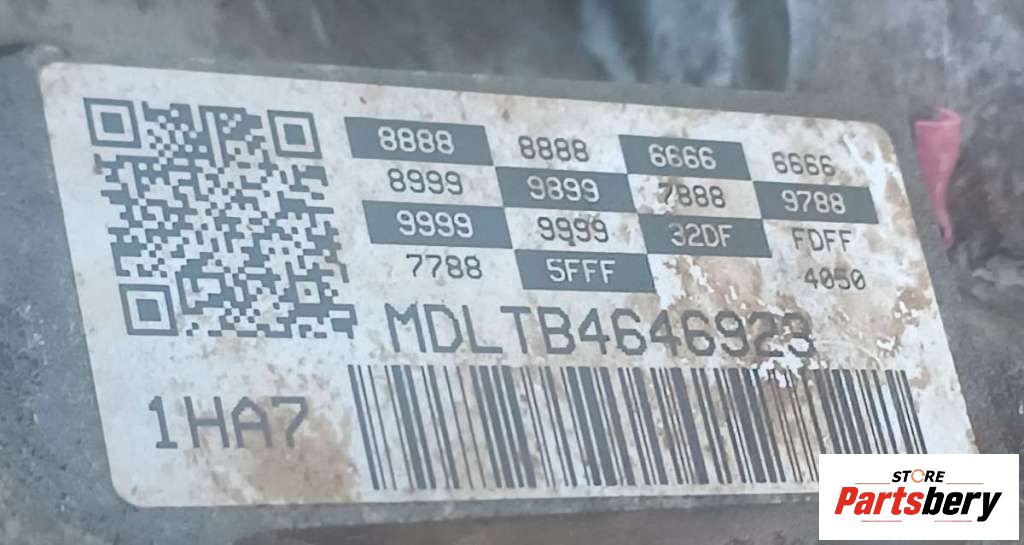 8888 8888 6666 6666
8999 9899 7888 9788
9999 9999 32DF FDFF
7788 5FFF 4050
MDLTB4646923
1HA7
STORE
Partsbery